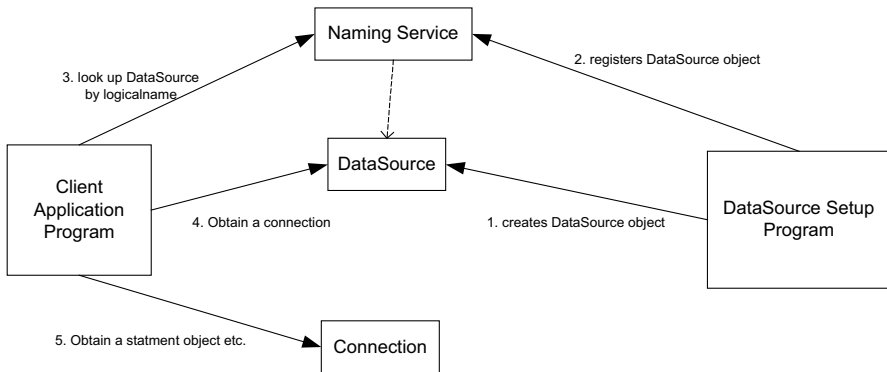 Naming Service
2. registers DataSource object
3. look up DataSource
by logicalname
DataSource
Client
Application
Program
DataSource Setup
Program
4. Obtain a connection
1. creates DataSource object
5. Obtain a statment object etc.
Connection